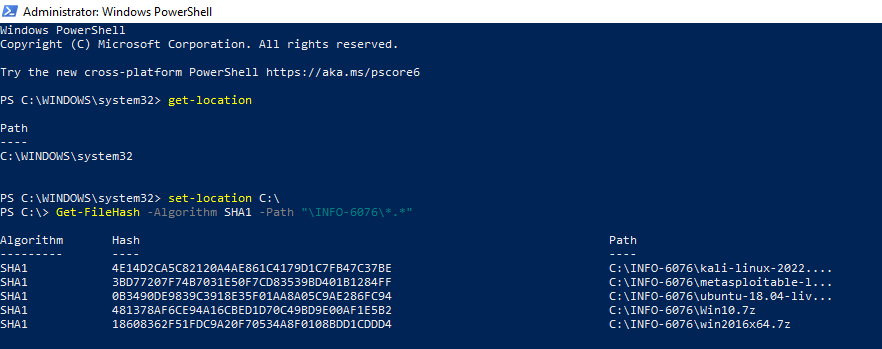 Administrator: Windows PowerShell
Windows PowerShell
Copyright (C) Microsoft Corporation. All rights reserved.
Try the new cross-platform PowerShell https://aka.ms/pscore6
PS C:\WINDOWS\system32> get-location
Path
----
C:\WINDOWS\system32
PS C:\WINDOWS\system32> set-location C:\
PS C:\> Get-FileHash -Algorithm SHA1 -Path "\INFO-6076\*.*"
Algorithm Hash Path
--------- ---- ----
SHA1 4E14D2CA5C82120A4AE861C4179D1C7FB47C37BE C:\INFO-6076\kali-linux-2022....
SHA1 3BD77207F74B7031E50F7CD83539BD401B1284FF C:\INFO-6076\metasploitable-l...
SHA1 0B3490DE9839C3918E35F01AA8A05C9AE286FC94 C:\INFO-6076\ubuntu-18.04-liv...
SHA1 481378AF6CE94A16CBED1D70C49BD9E00AF1E5B2 C:\INFO-6076\Win10.7z
SHA1 18608362F51FDC9A20F70534A8F0108BDD1CDDD4 C:\INFO-6076\win2016x64.7z